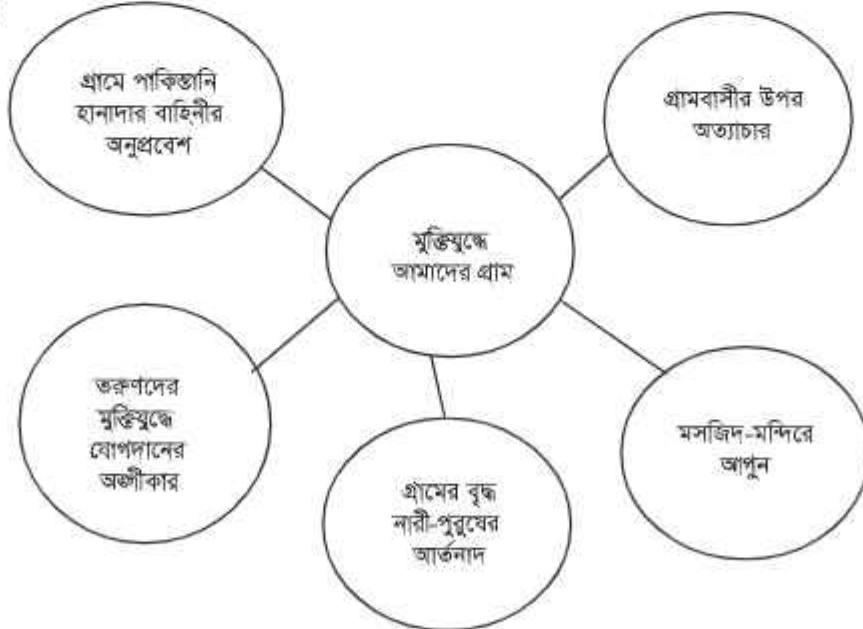 গ্রামে পাকিস্তানি
হানাদার বাহিনীর
অনুপ্রবেশ
গ্রামবাসীর উপর
অত্যাচার
মুক্তিযুদ্ধে
আমাদের গ্রাম
তরুণদের
মুক্তিযুদ্ধে
যোগদানের
অঙ্গীকার
গ্রামের বৃদ্ধ
নারী-পুরুষের
আর্তনাদ
মসজিদ-মন্দিরে
আগুন